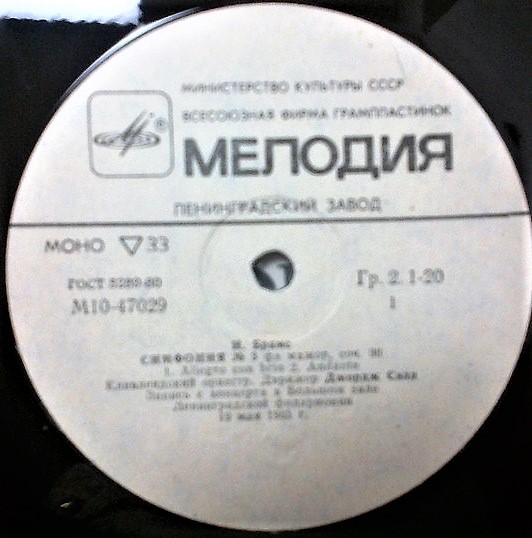 МИНИСТЕРСТВО КУЛЬТУРЫ СССР
ВСЕСОЮЗНАЯ ФИРМА ГРАМПЛАСТИНОК
МЕЛОДИЯ
ЛЕНИНГРАДСКИЙ ЗАВОД
МОНО 33
ГОСТ 5289-80
Гр. 2. 1-20
М10-47029
1
И. Брамс
СИМФОНИЯ № 3 фа мажор, соч. 90
1. Allegro con brio 2. Andante
Кливлендский оркестр. Дирижер Джордж Селл
Запись с концерта в Большом зале
Ленинградской филармонии
мая г.